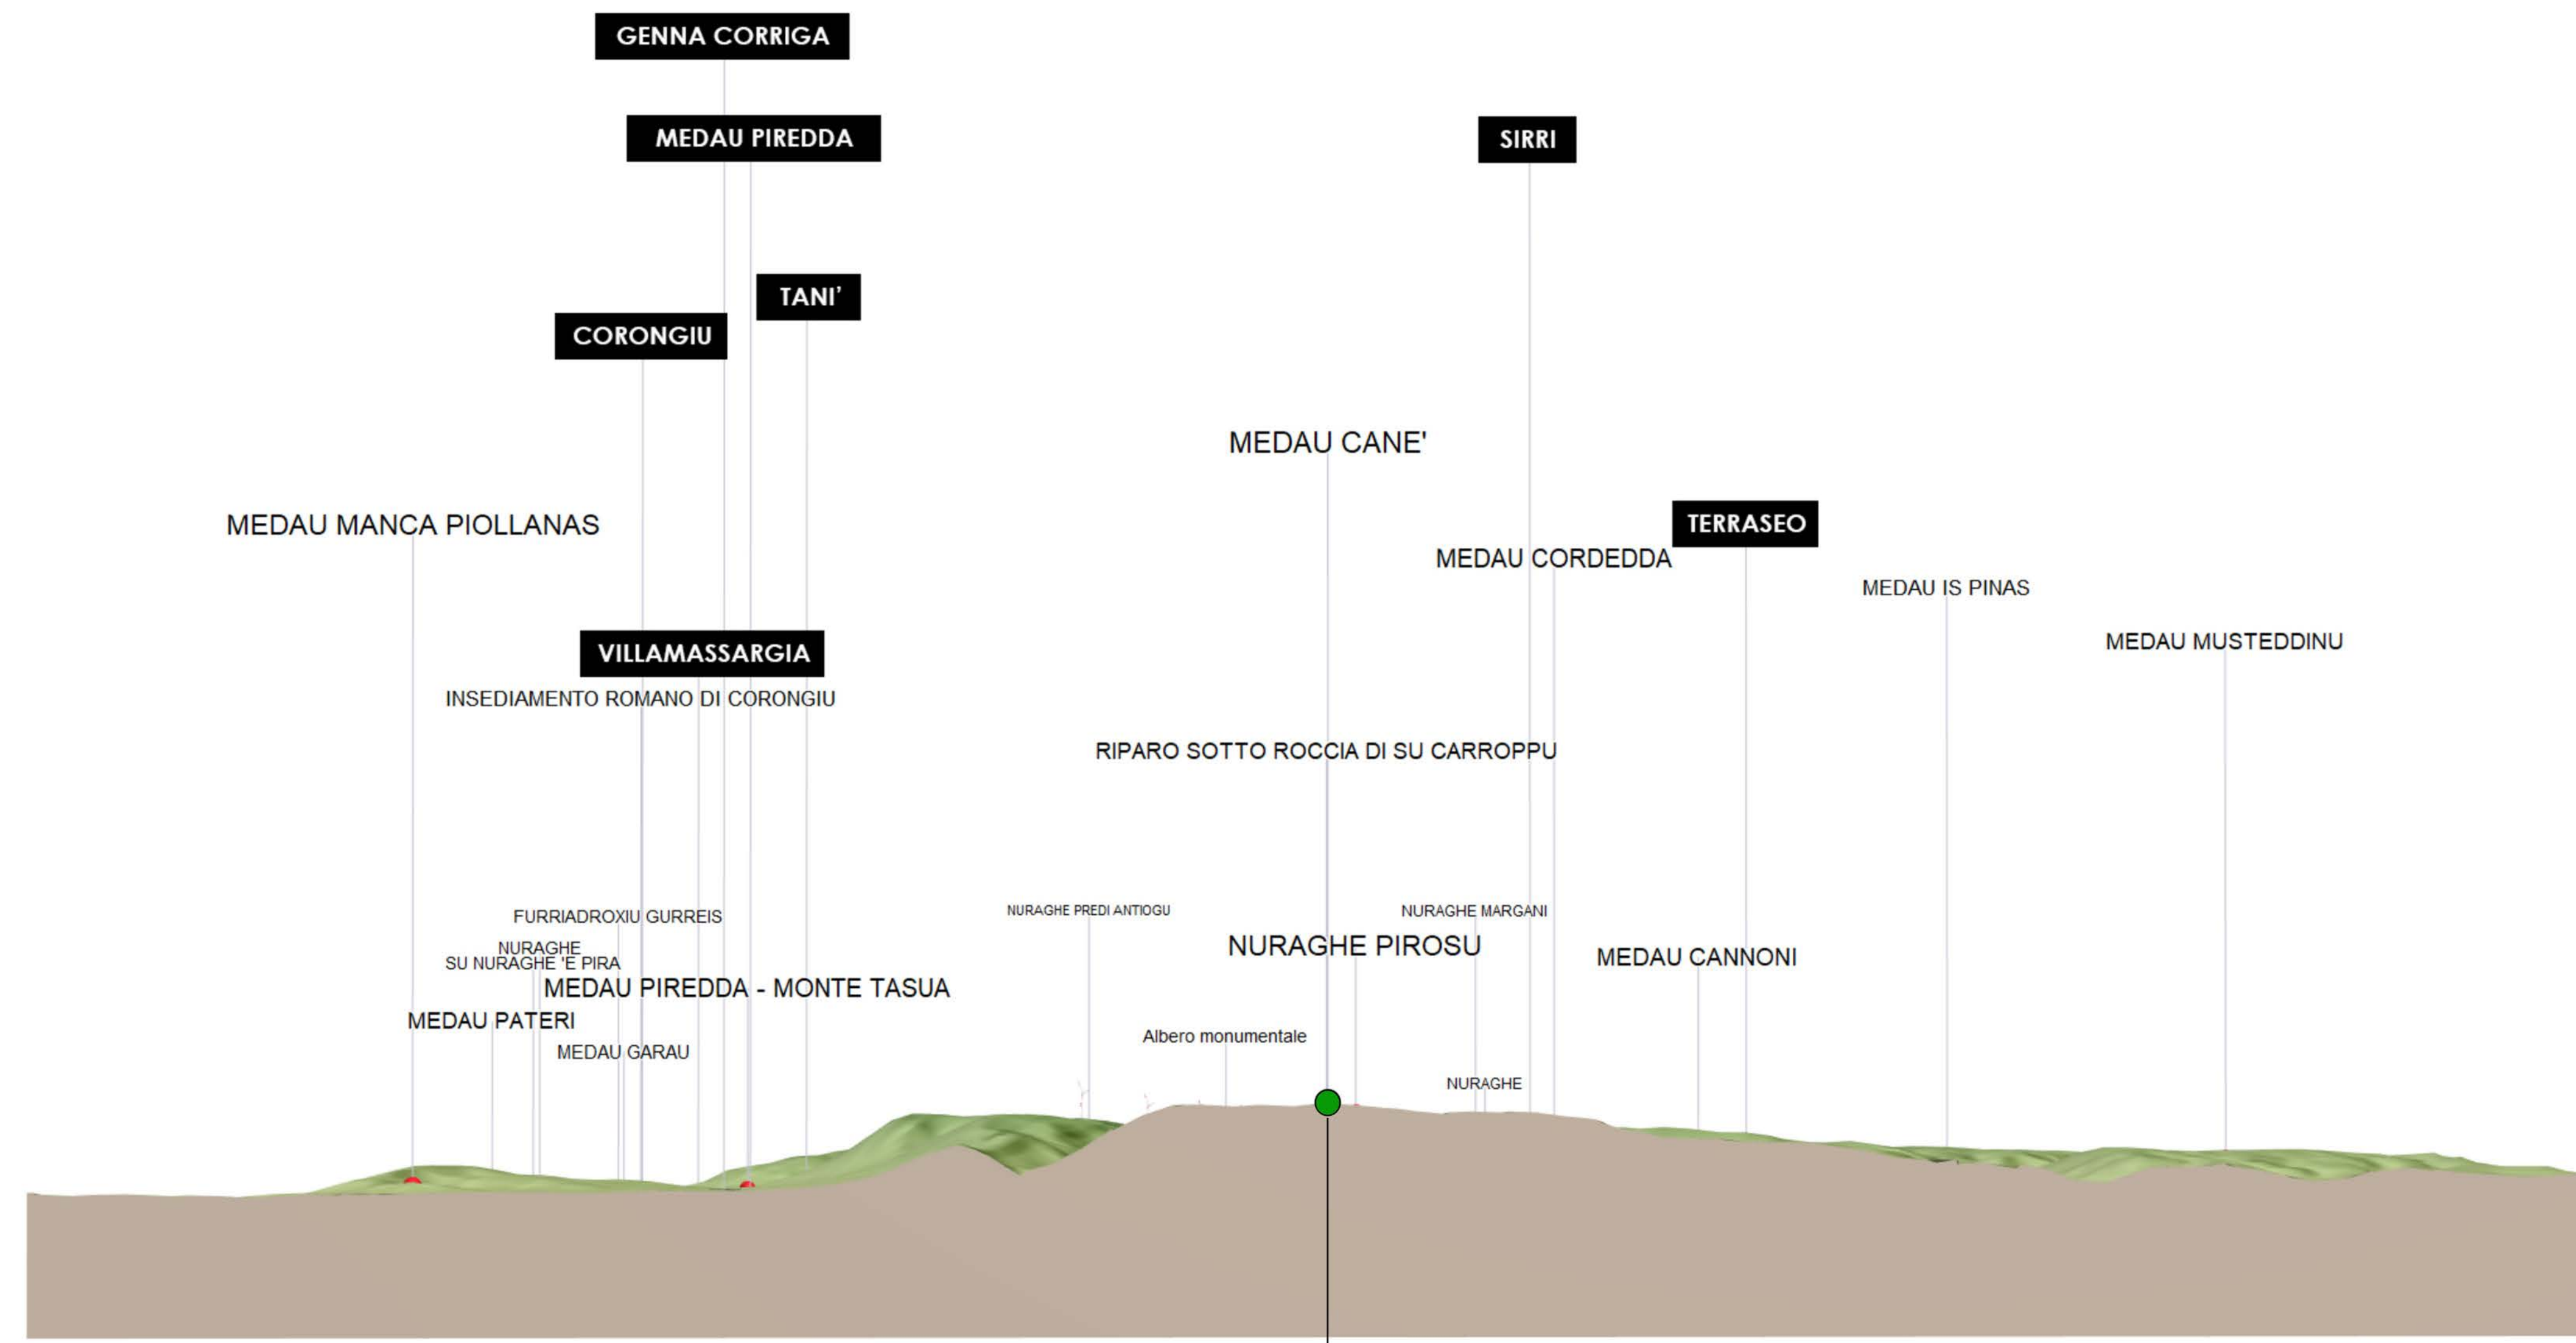 GENNA CORRIGA
MEDAU PIREDDA
SIRRI
TANI’
CORONGIU
MEDAU CANE'
MEDAU MANCA PIOLLANAS
TERRASEO
MEDAU CORDEDDA
MEDAU IS PINAS
MEDAU MUSTEDDINU
VILLAMASSARGIA
INSEDIAMENTO ROMANO DI CORONGIU
RIPARO SOTTO ROCCIA DI SU CARROPPU
FURRIADROXIU GURREIS
NURAGHE PREDI ANTIOGU
NURAGHE MARGANI
NURAGHE
SU NURAGHE 'E PIRA
NURAGHE PIROSU
MEDAU CANNONI
MEDAU PIREDDA - MONTE TASUA
MEDAU PATERI
Albero monumentale
MEDAU GARAU
NURAGHE